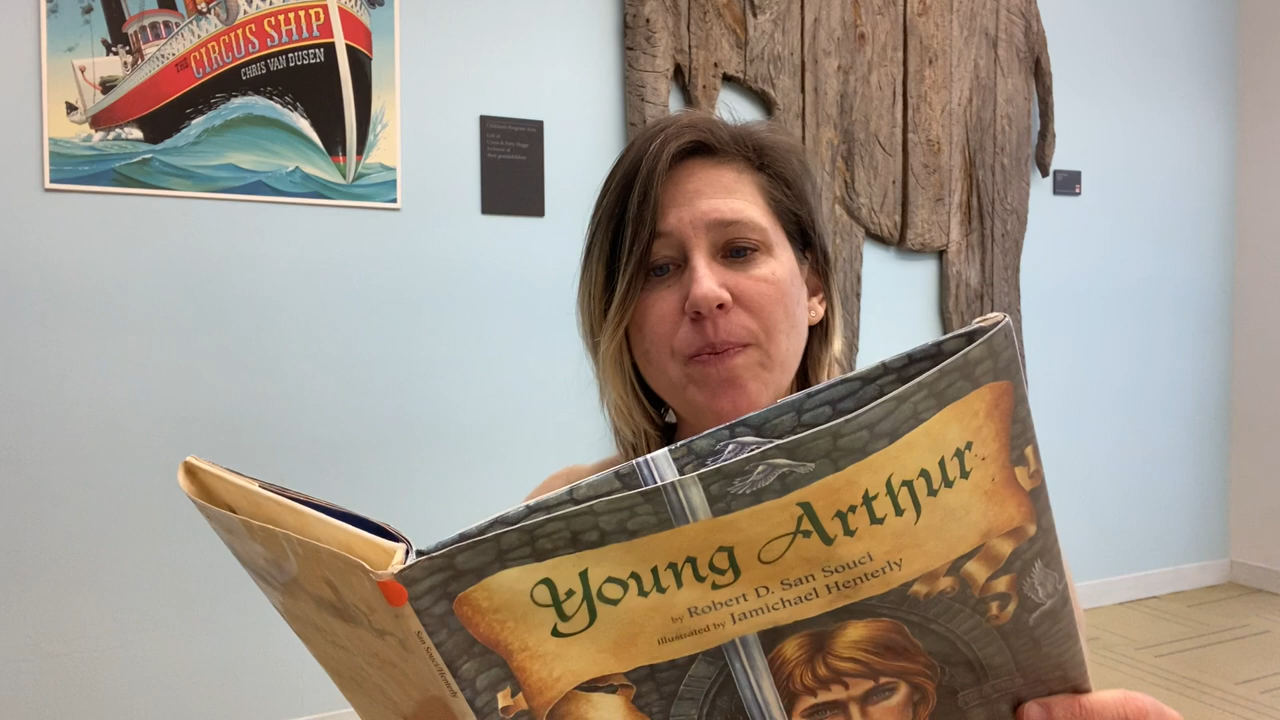 THE CIRCUS SHIP
CHRIS VAN DUSEN
Young Arthur
by Robert D. San Souci
illustrated by Jamichael Henterly
San Souci/Henterly